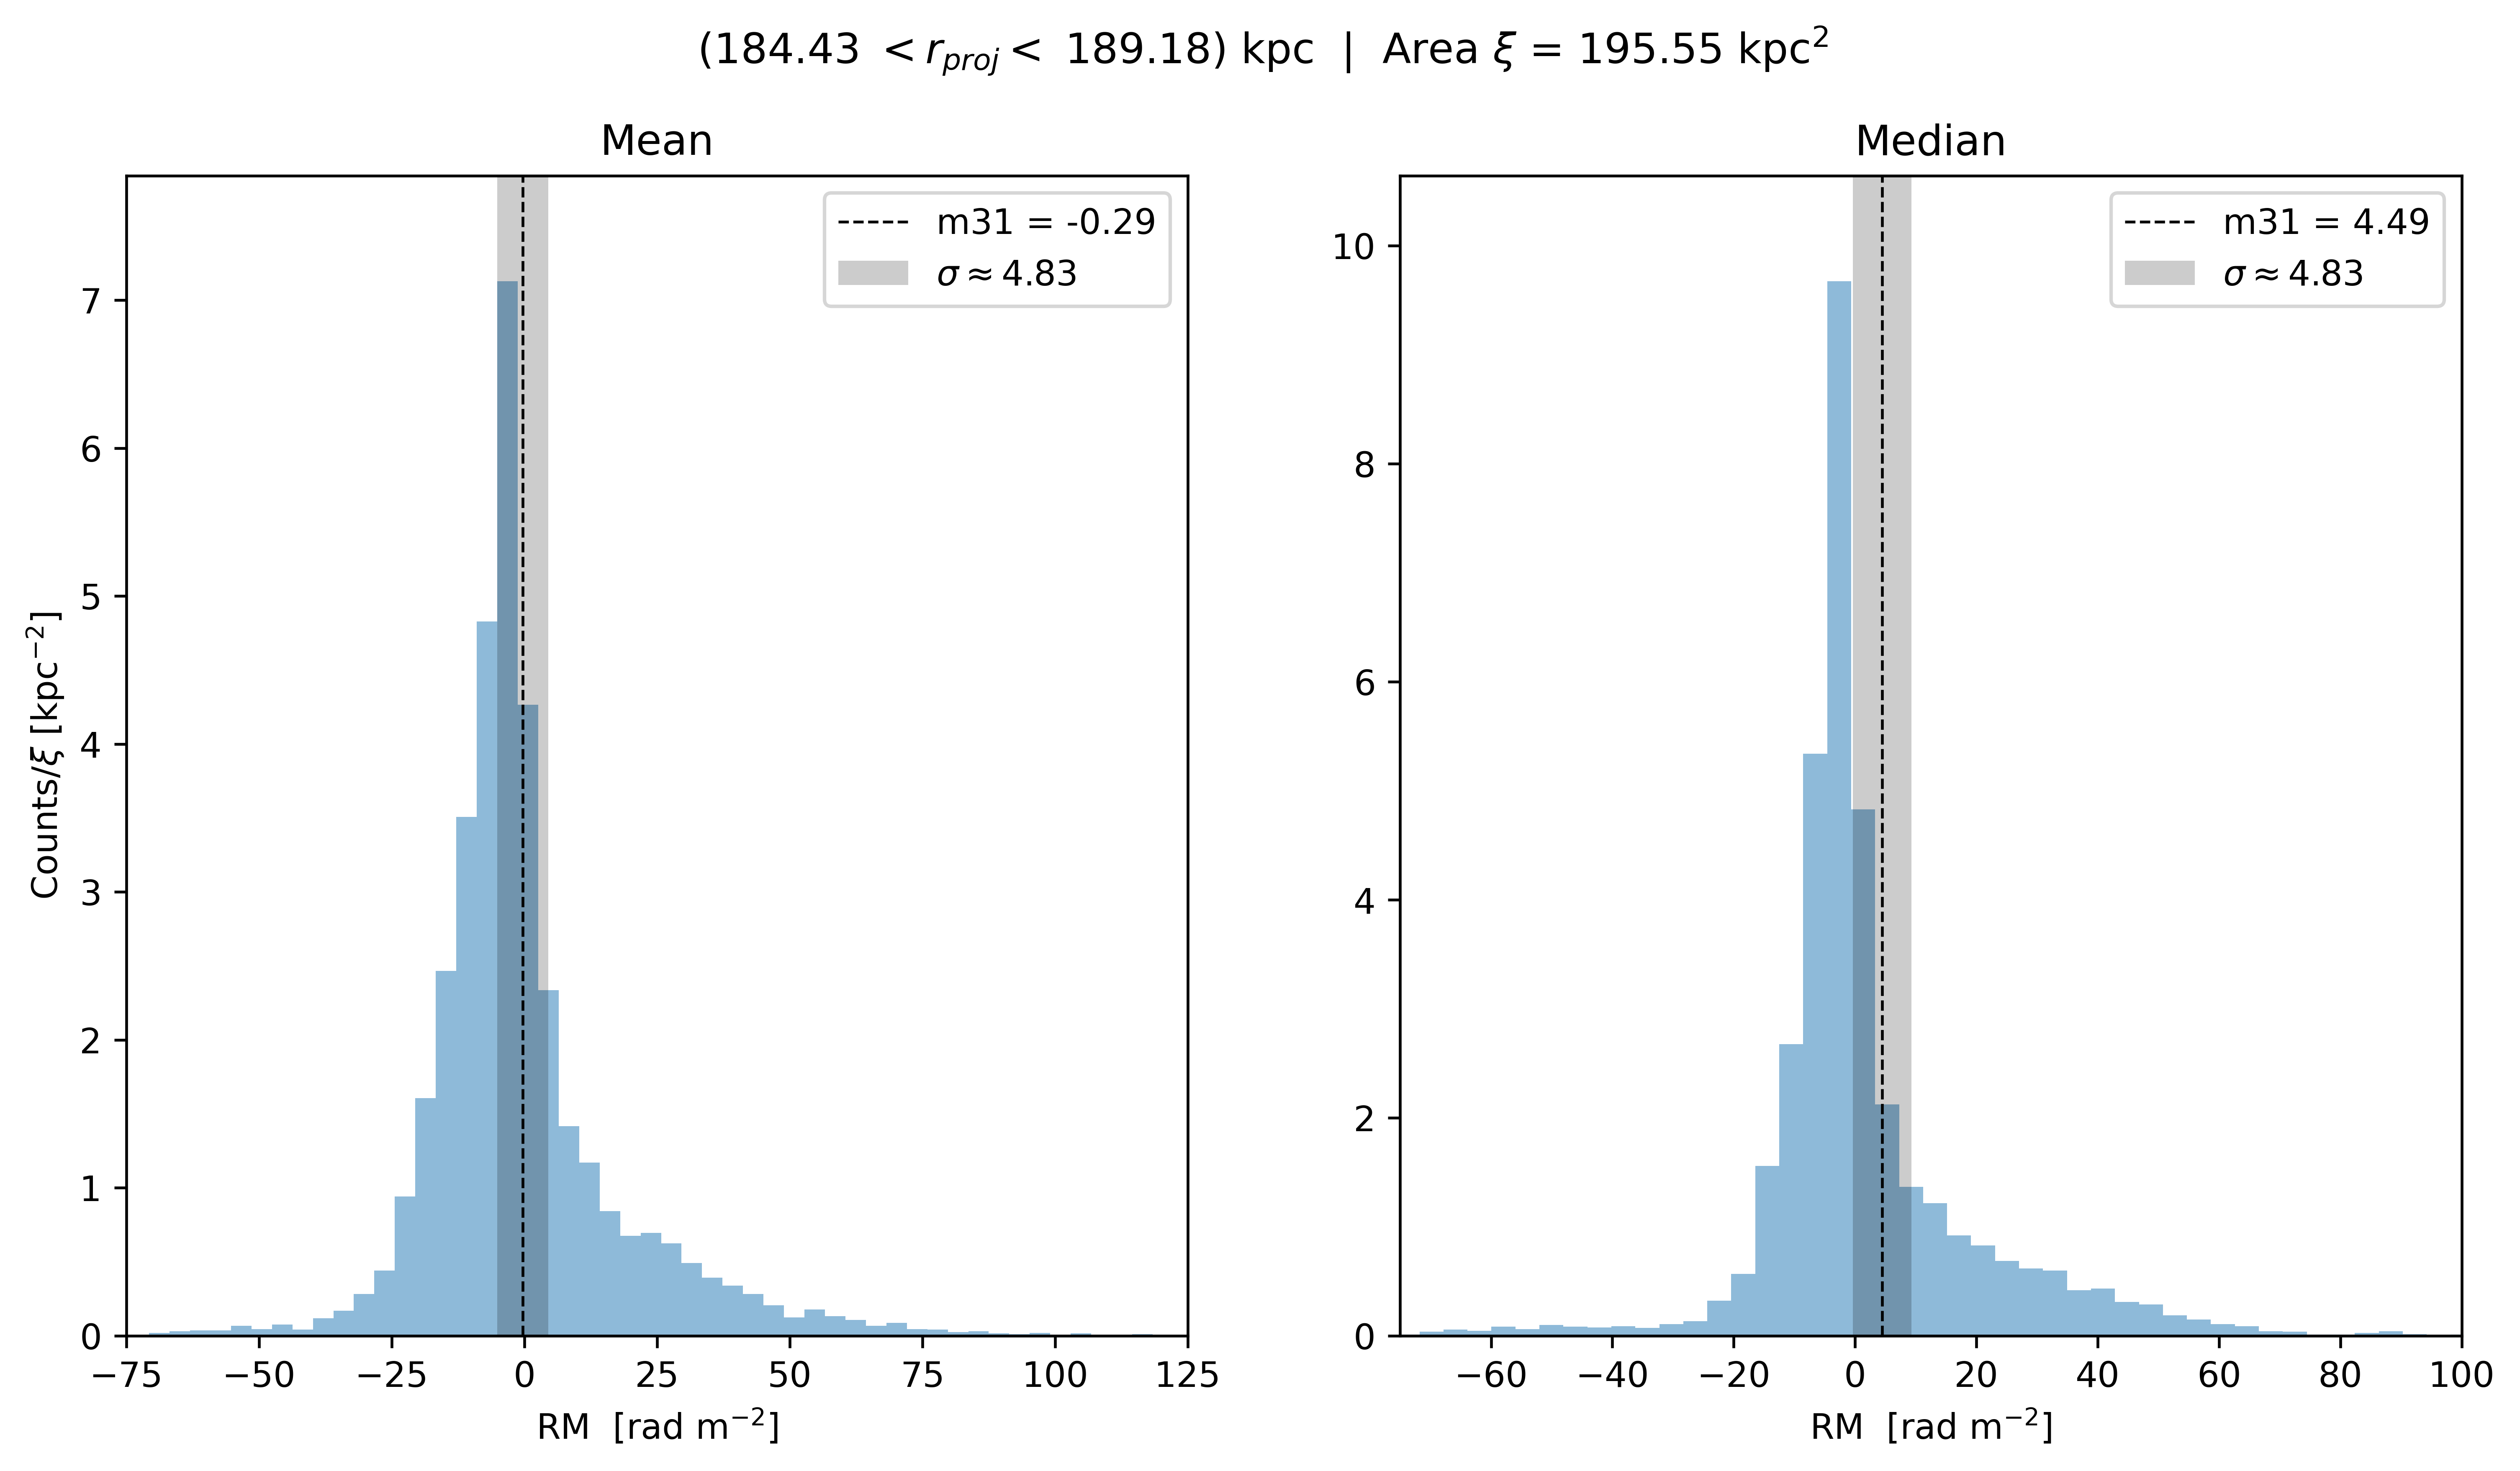 (184.43 < r_proj < 189.18) kpc | Area ξ = 195.55 kpc²
Mean
m31 = -0.29
σ ≈ 4.83
Counts/ξ [kpc⁻²]
7
6
5
4
3
2
1
0
−75 −50 −25 0 25 50 75 100 125
RM [rad m⁻²]
Median
m31 = 4.49
σ ≈ 4.83
10
8
6
4
2
0
−60 −40 −20 0 20 40 60 80 100
RM [rad m⁻²]